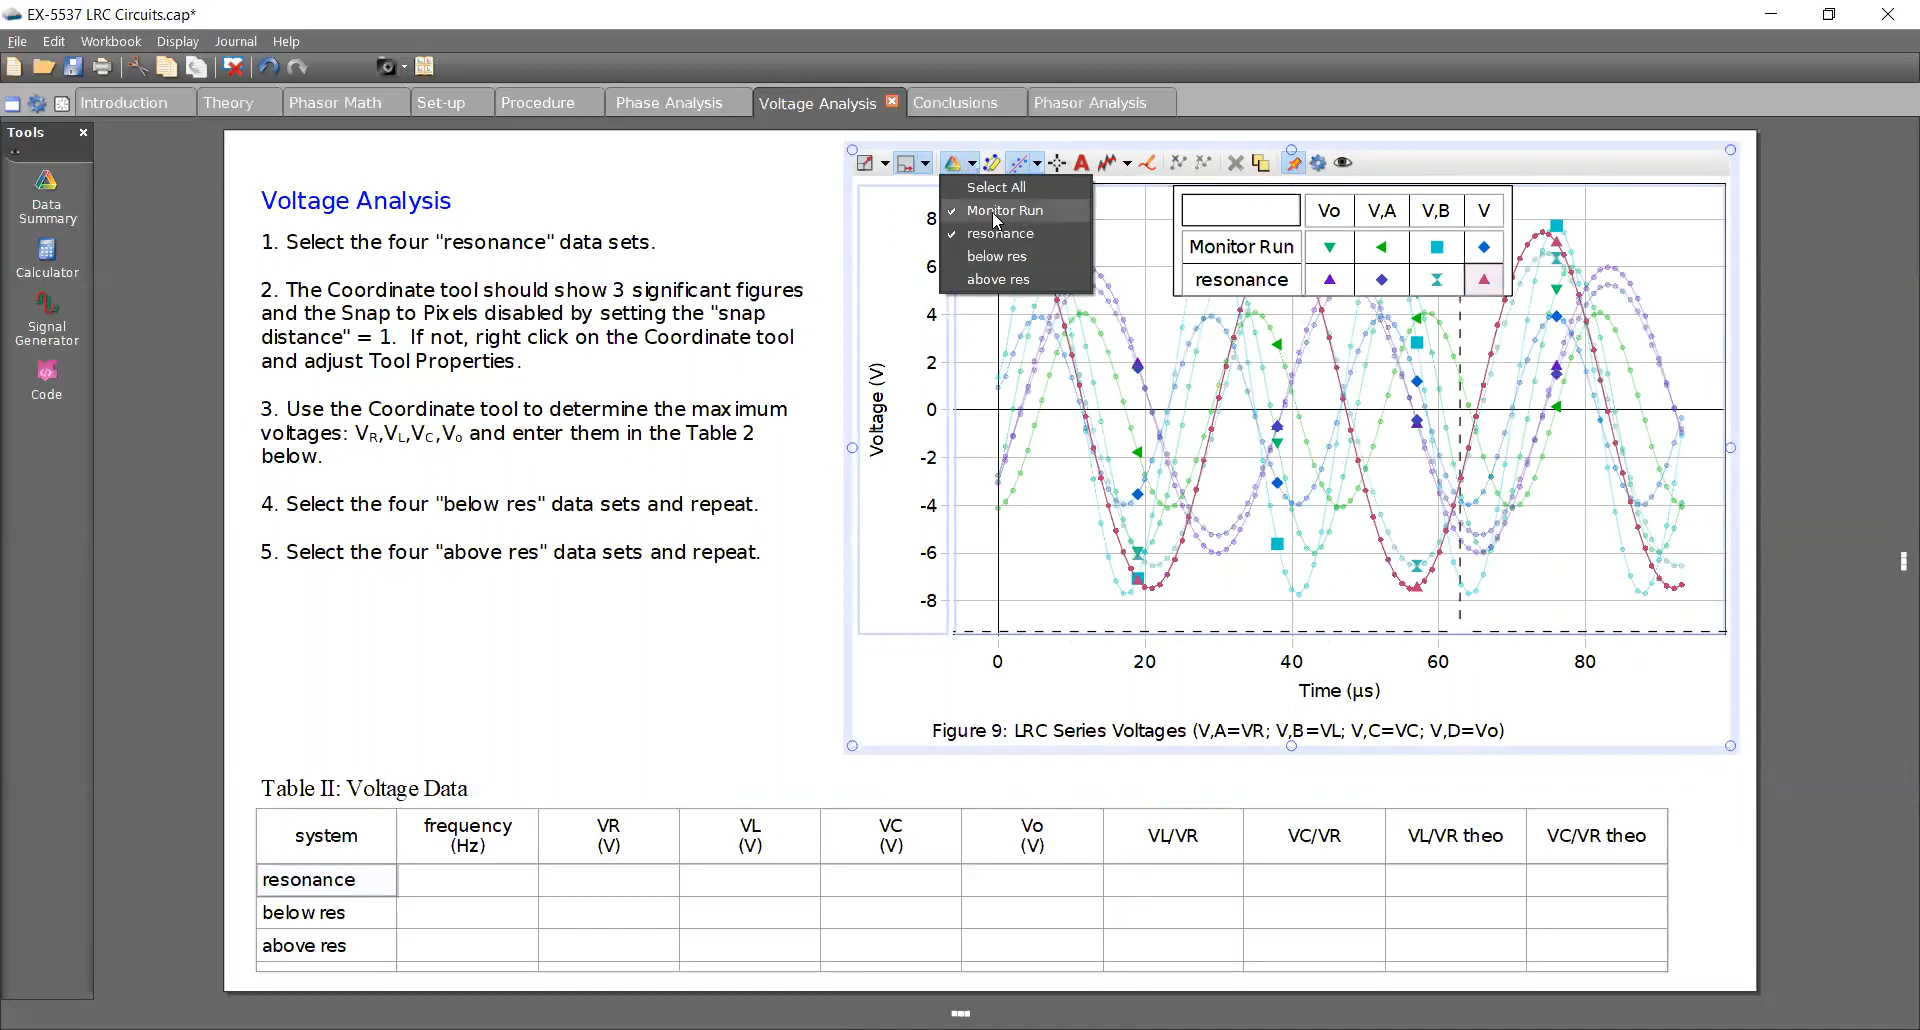 EX-5537 LRC Circuits.cap*
File Edit Workbook Display Journal Help
Introduction Theory Phasor Math Set-up Procedure Phase Analysis Voltage Analysis Conclusions Phasor Analysis
Tools
Data Summary
Calculator
Signal Generator
Code
Voltage Analysis
1. Select the four "resonance" data sets.
2. The Coordinate tool should show 3 significant figures
and the Snap to Pixels disabled by setting the "snap
distance" = 1.  If not, right click on the Coordinate tool
and adjust Tool Properties.
3. Use the Coordinate tool to determine the maximum
voltages: VR,VL,VC,Vo and enter them in the Table 2
below.
4. Select the four "below res" data sets and repeat.
5. Select the four "above res" data sets and repeat.
A
Select All
Monitor Run
resonance
below res
above res
Vo V,A V,B V
Monitor Run
resonance
Voltage (V)
8
6
4
2
0
-2
-4
-6
-8
0 20 40 60 80
Time (µs)
Figure 9: LRC Series Voltages (V,A=VR; V,B=VL; V,C=VC; V,D=Vo)
Table II: Voltage Data
system frequency (Hz) VR (V) VL (V) VC (V) Vo (V) VL/VR VC/VR VL/VR theo VC/VR theo
resonance
below res
above res